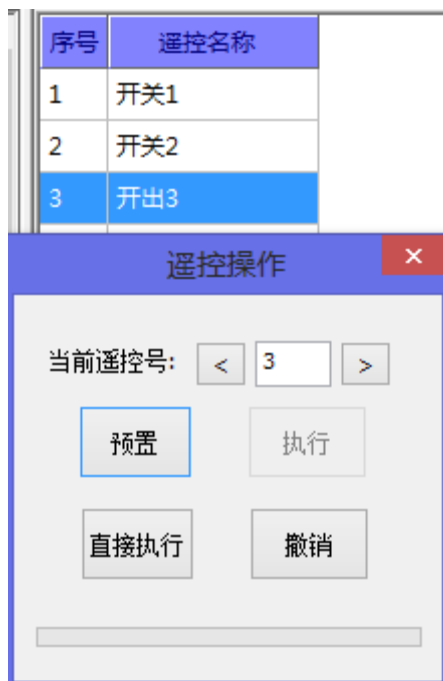 序号 遥控名称
1 开关1
2 开关2
3 开出3
遥控操作 ×
当前遥控号: < 3 >
预置 执行
直接执行 撤销